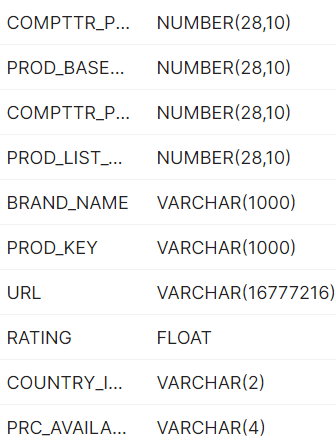 COMPTTR_P... NUMBER(28,10)
PROD_BASE... NUMBER(28,10)
COMPTTR_P... NUMBER(28,10)
PROD_LIST_... NUMBER(28,10)
BRAND_NAME VARCHAR(1000)
PROD_KEY VARCHAR(1000)
URL VARCHAR(16777216)
RATING FLOAT
COUNTRY_I... VARCHAR(2)
PRC_AVAILA... VARCHAR(4)